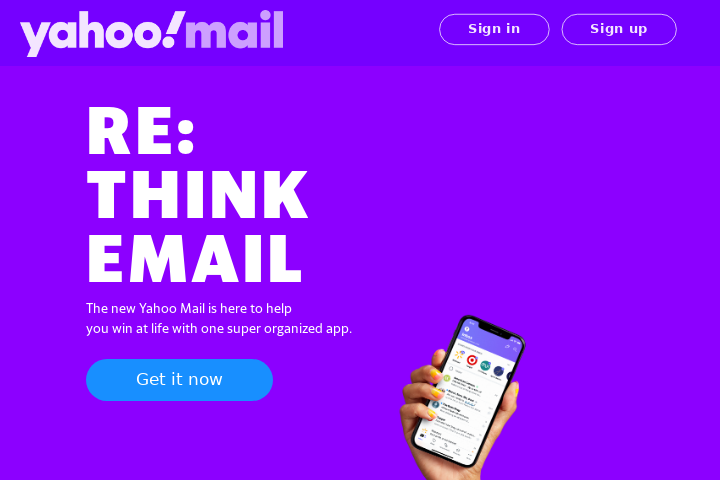 yahoo!mail
Sign in
Sign up
RE:
THINK
EMAIL
The new Yahoo Mail is here to help
you win at life with one super organized app.
Get it now